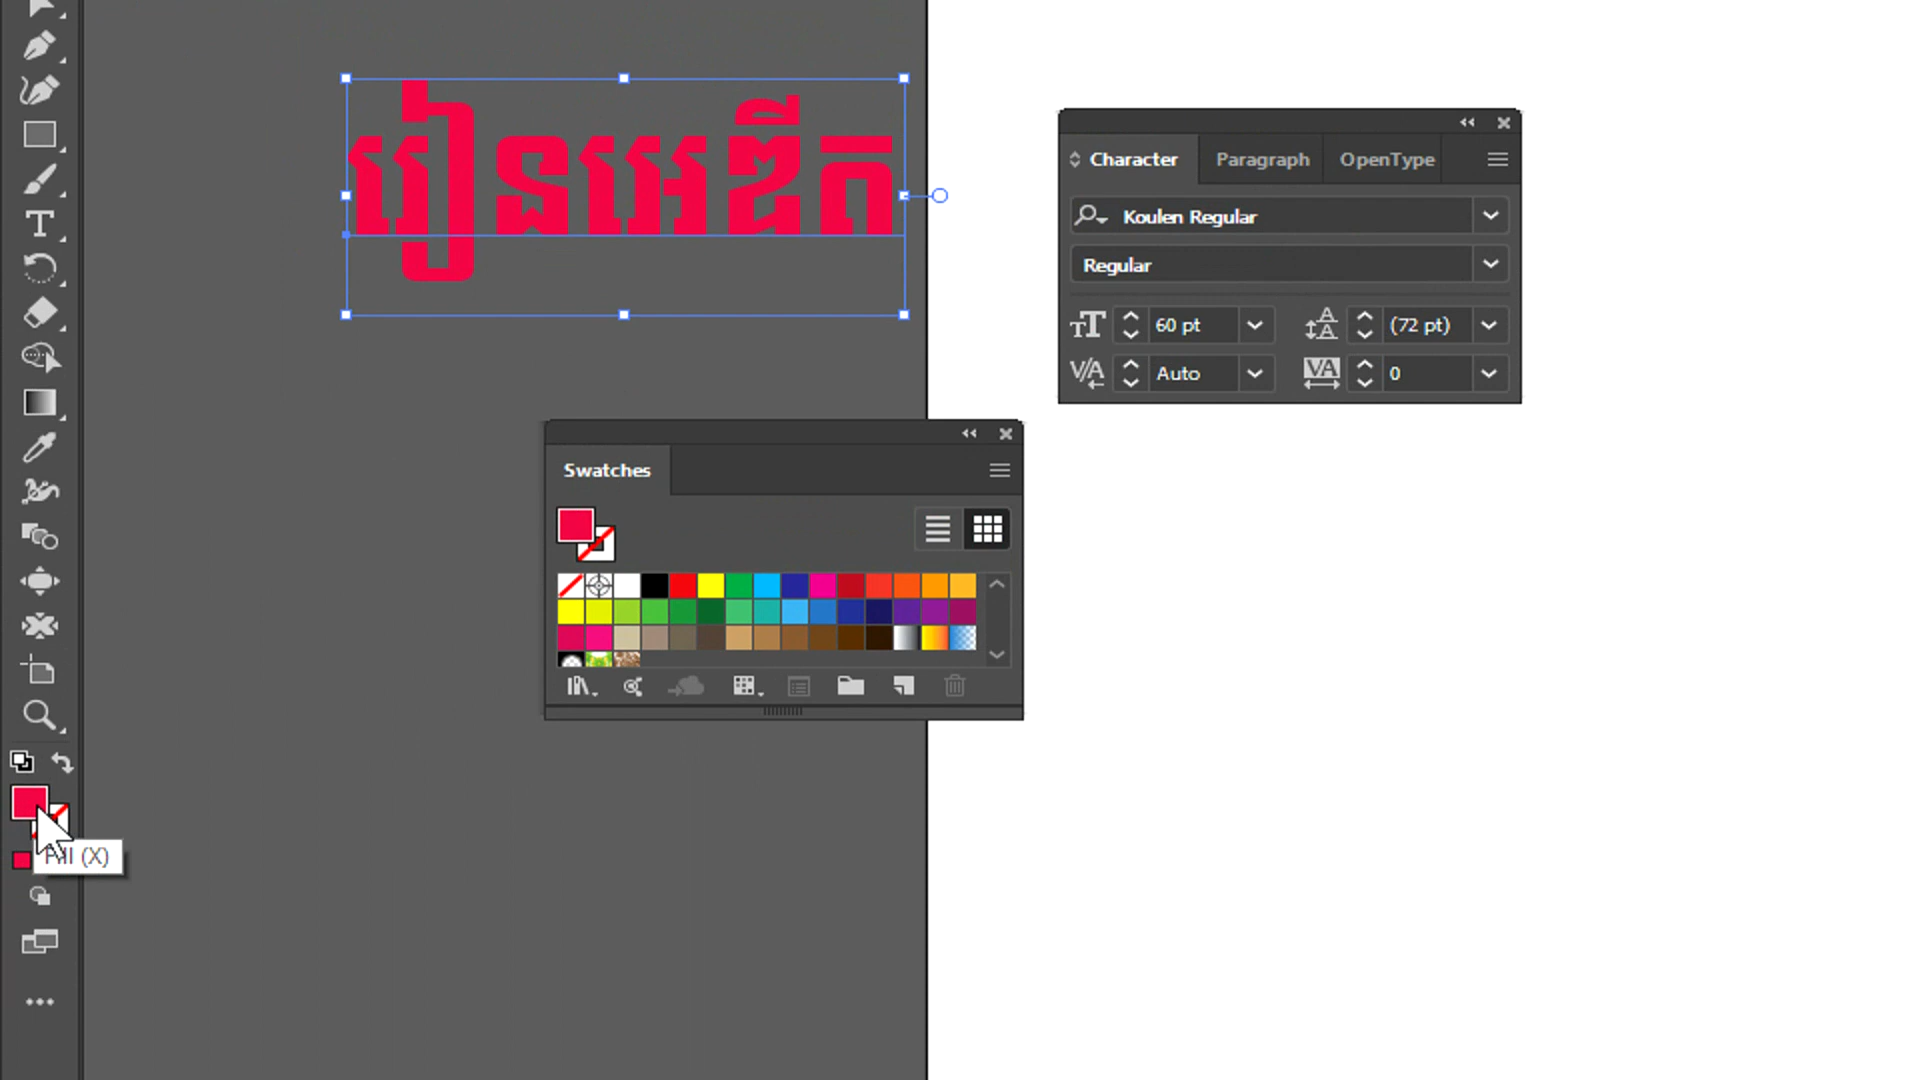 រៀនអេឌីត
Character
Paragraph
OpenType
Koulen Regular
Regular
60 pt
(72 pt)
Auto
0
Swatches
Fill (X)